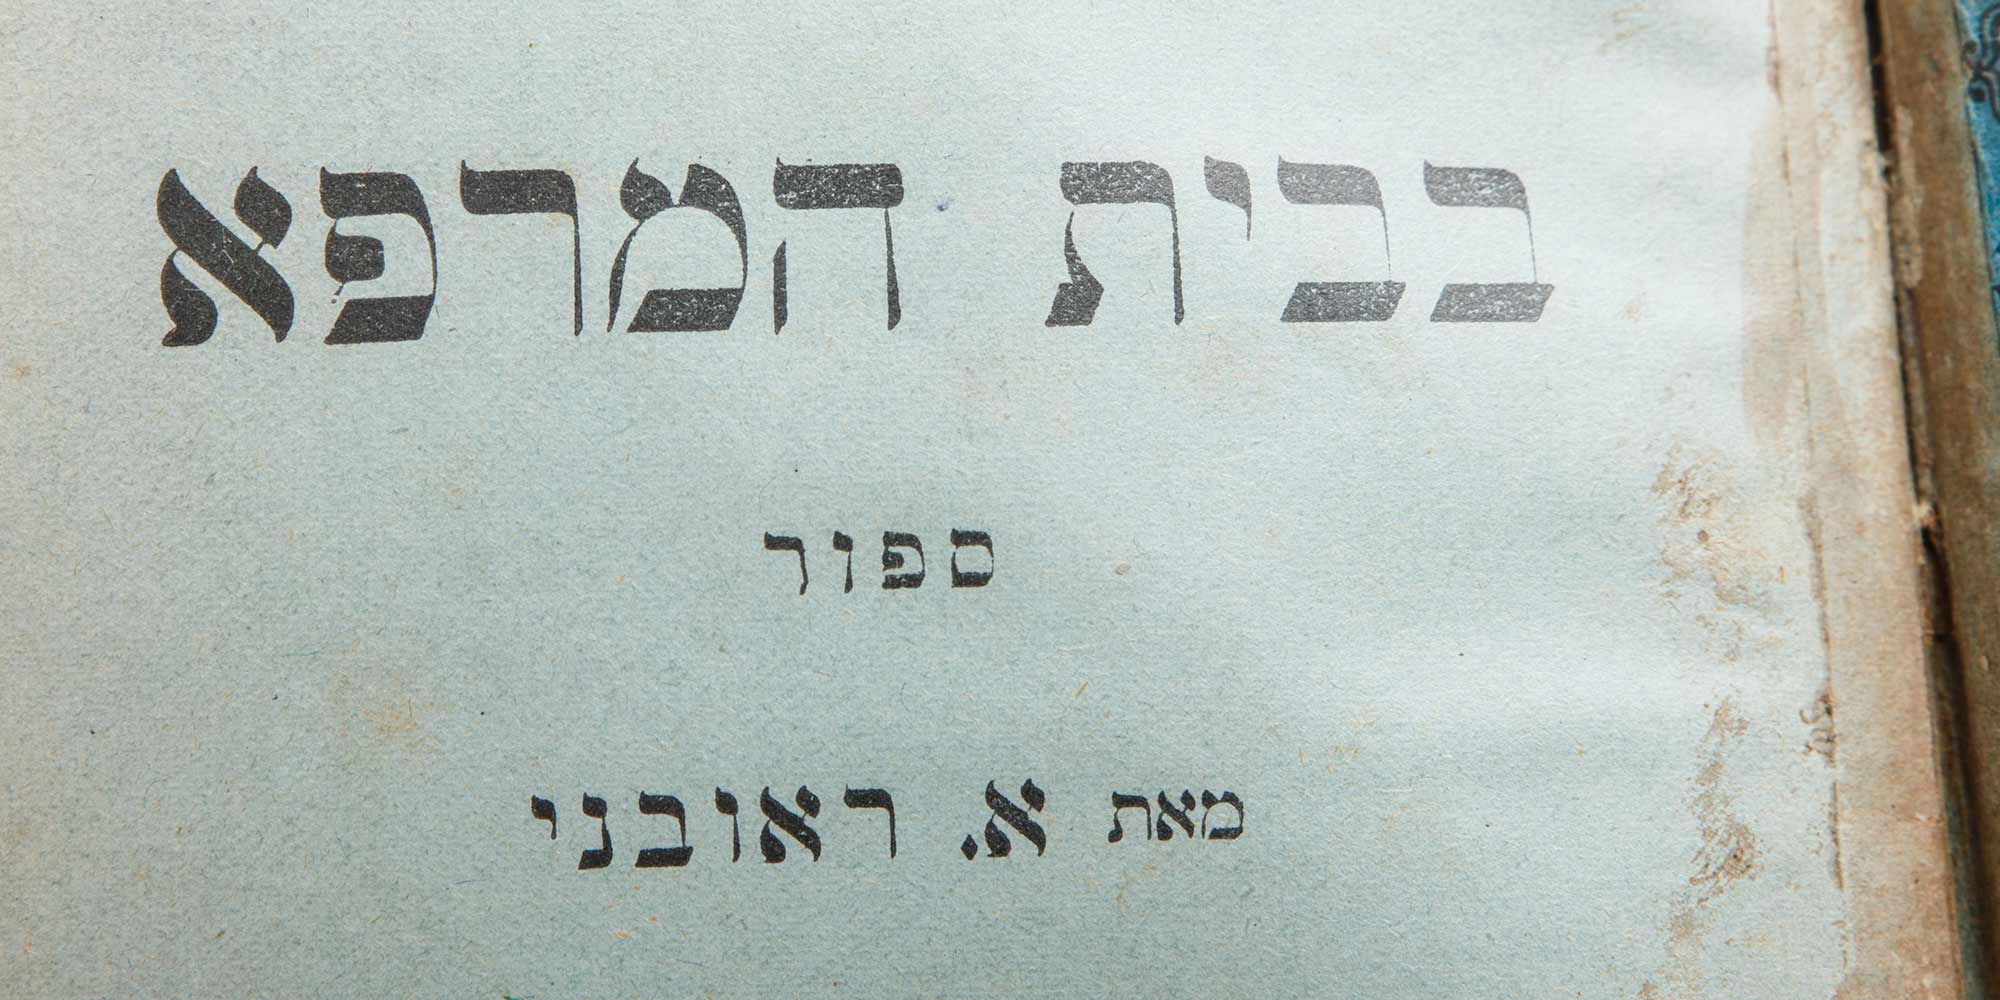 בבית המרפא
ספור
מאת א. ראובני